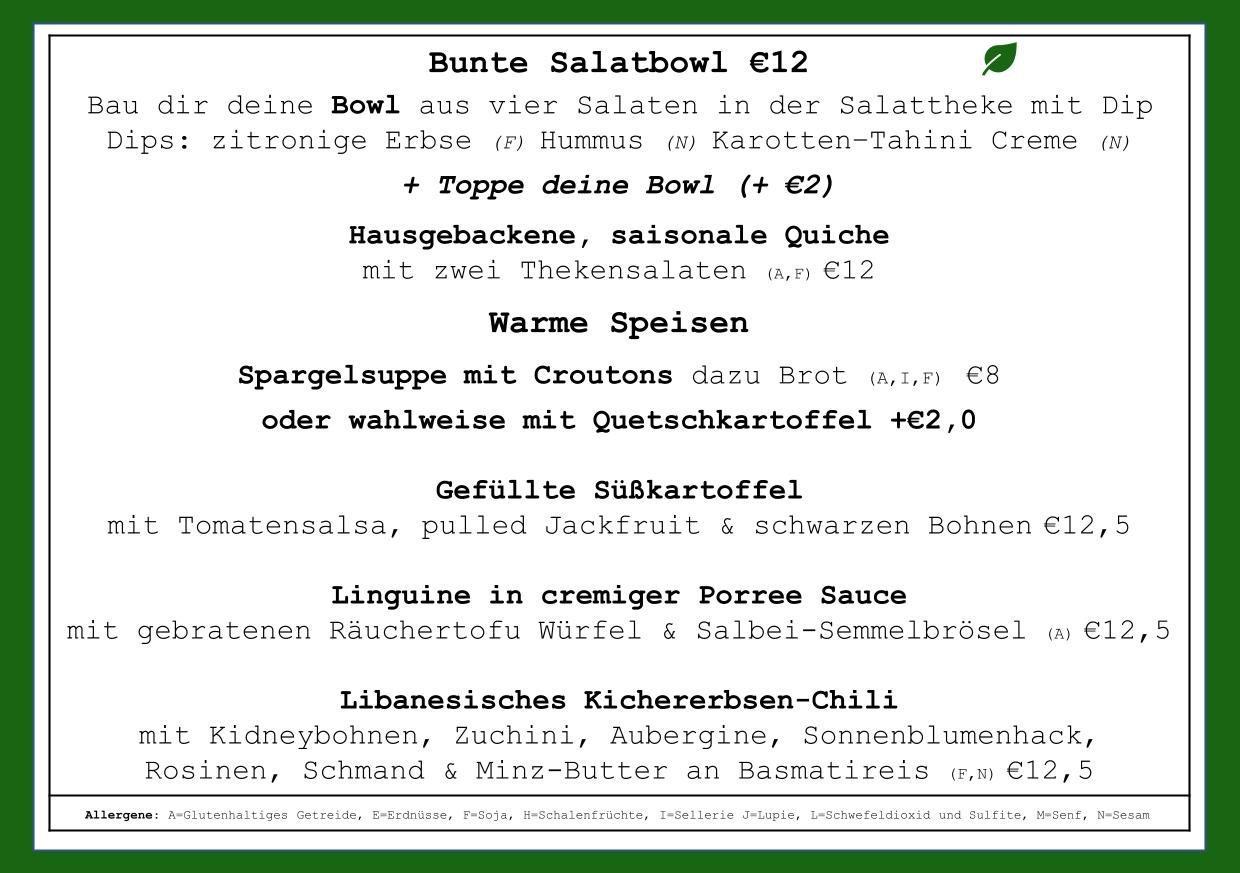 Bunte Salatbowl €12
Bau dir deine Bowl aus vier Salaten in der Salattheke mit Dip
Dips: zitronige Erbse (F) Hummus (N) Karotten-Tahini Creme (N)
+ Toppe deine Bowl (+ €2)
Hausgebackene, saisonale Quiche
mit zwei Thekensalaten (A,F) €12
Warme Speisen
Spargelsuppe mit Croutons dazu Brot (A,I,F) €8
oder wahlweise mit Quetschkartoffel +€2,0
Gefüllte Süßkartoffel
mit Tomatensalsa, pulled Jackfruit & schwarzen Bohnen €12,5
Linguine in cremiger Porree Sauce
mit gebratenen Räuchertofu Würfel & Salbei-Semmelbrösel (A) €12,5
Libanesisches Kichererbsen-Chili
mit Kidneybohnen, Zuchini, Aubergine, Sonnenblumenhack,
Rosinen, Schmand & Minz-Butter an Basmatireis (F,N) €12,5
Allergene: A=Glutenhaltiges Getreide, E=Erdnüsse, F=Soja, H=Schalenfrüchte, I=Sellerie J=Lupie, L=Schwefeldioxid und Sulfite, M=Senf, N=Sesam